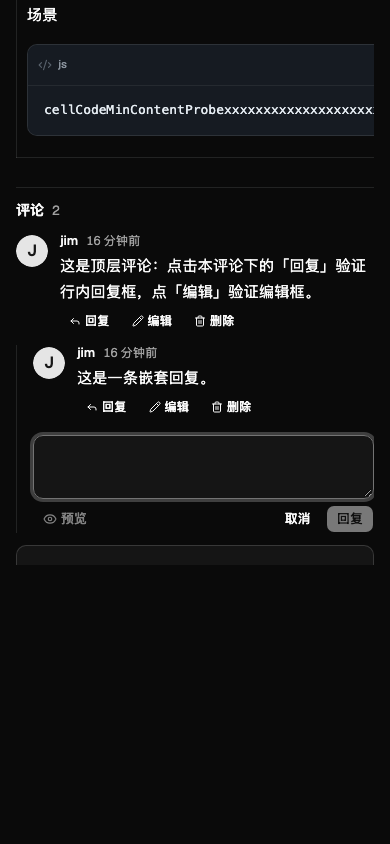 场景
</> js
cellCodeMinContentProbexxxxxxxxxxxxxxxxxxx
评论 2
J
jim 16 分钟前
这是顶层评论：点击本评论下的「回复」验证
行内回复框，点「编辑」验证编辑框。
回复 编辑 删除
J
jim 16 分钟前
这是一条嵌套回复。
回复 编辑 删除
预览 取消 回复